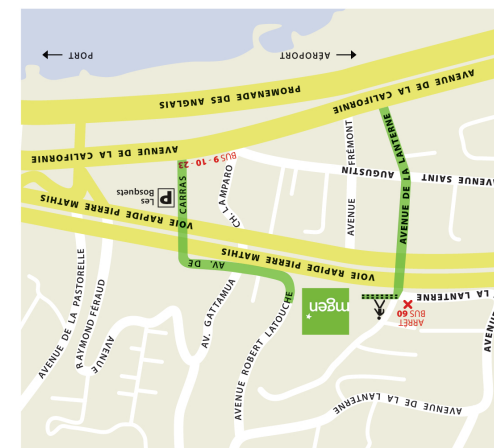 PORT
AÉROPORT
PROMENADE DES ANGLAIS
AVENUE DE LA CALIFORNIE
AVENUE DE LA CALIFORNIE
BUS 9 - 10 - 23
AVENUE SAINT AUGUSTIN
AVENUE FRÉMONT
AVENUE DE LA LANTERNE
CH. LAMPARO
P
Les
Bosquets
AV. DE CARRAS
VOIE RAPIDE PIERRE MATHIS
VOIE RAPIDE PIERRE MATHIS
AVENUE DE LA PASTORELLE
AVENUE RAYMOND FÉRAUD
AV. GATTAMUA
AVENUE ROBERT LATOUCHE
mgen
ARRÊT
BUS 60
LA LANTERNE
AVENUE DE LA LANTERNE
AVENU